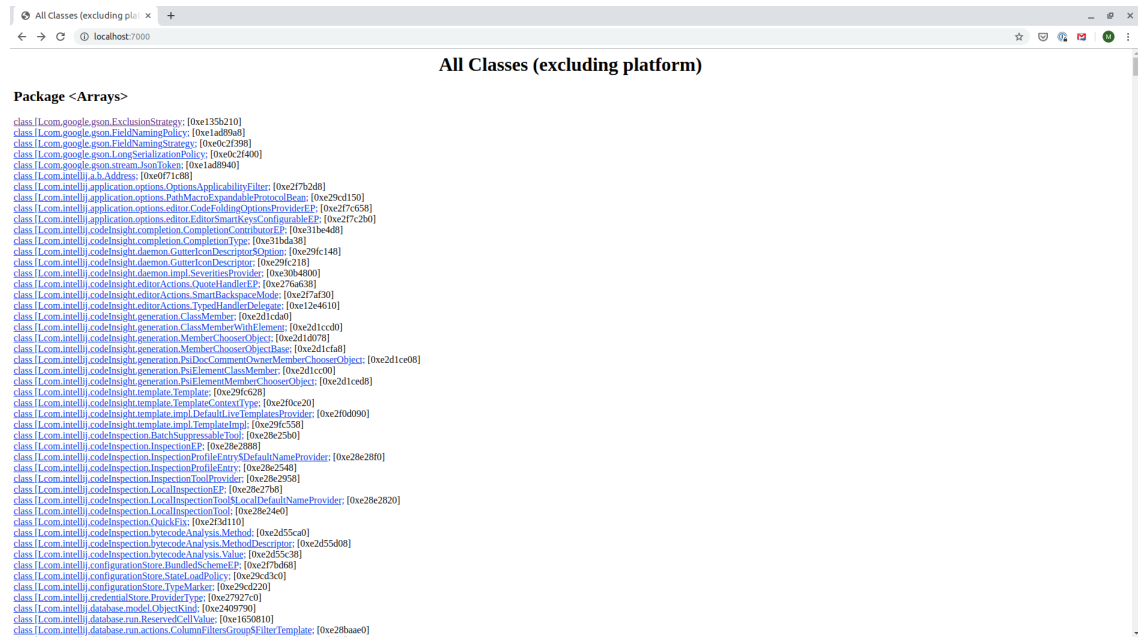 All Classes (excluding pla
localhost:7000
M
All Classes (excluding platform)
Package <Arrays>
class [Lcom.google.gson.ExclusionStrategy; [0xe135b210]
class [Lcom.google.gson.FieldNamingPolicy; [0xe1ad89a8]
class [Lcom.google.gson.FieldNamingStrategy; [0xe0c2f398]
class [Lcom.google.gson.LongSerializationPolicy; [0xe0c2f400]
class [Lcom.google.gson.stream.JsonToken; [0xe1ad8940]
class [Lcom.intellij.a.b.Address; [0xe0f71c88]
class [Lcom.intellij.application.options.OptionsApplicabilityFilter; [0xe2f7b2d8]
class [Lcom.intellij.application.options.PathMacroExpandableProtocolBean; [0xe29cd150]
class [Lcom.intellij.application.options.editor.CodeFoldingOptionsProviderEP; [0xe2f7c658]
class [Lcom.intellij.application.options.editor.EditorSmartKeysConfigurableEP; [0xe2f7c2b0]
class [Lcom.intellij.codeInsight.completion.CompletionContributorEP; [0xe31be4d8]
class [Lcom.intellij.codeInsight.completion.CompletionType; [0xe31bda38]
class [Lcom.intellij.codeInsight.daemon.GutterIconDescriptor$Option; [0xe29fc148]
class [Lcom.intellij.codeInsight.daemon.GutterIconDescriptor; [0xe29fc218]
class [Lcom.intellij.codeInsight.daemon.impl.SeveritiesProvider; [0xe30b4800]
class [Lcom.intellij.codeInsight.editorActions.QuoteHandlerEP; [0xe276a638]
class [Lcom.intellij.codeInsight.editorActions.SmartBackspaceMode; [0xe2f7af30]
class [Lcom.intellij.codeInsight.editorActions.TypedHandlerDelegate; [0xe12e4610]
class [Lcom.intellij.codeInsight.generation.ClassMember; [0xe2d1cda0]
class [Lcom.intellij.codeInsight.generation.ClassMemberWithElement; [0xe2d1ccd0]
class [Lcom.intellij.codeInsight.generation.MemberChooserObject; [0xe2d1d078]
class [Lcom.intellij.codeInsight.generation.MemberChooserObjectBase; [0xe2d1cfa8]
class [Lcom.intellij.codeInsight.generation.PsiDocCommentOwnerMemberChooserObject; [0xe2d1ce08]
class [Lcom.intellij.codeInsight.generation.PsiElementClassMember; [0xe2d1cc00]
class [Lcom.intellij.codeInsight.generation.PsiElementMemberChooserObject; [0xe2d1ced8]
class [Lcom.intellij.codeInsight.template.Template; [0xe29fc628]
class [Lcom.intellij.codeInsight.template.TemplateContextType; [0xe2f0ce20]
class [Lcom.intellij.codeInsight.template.impl.DefaultLiveTemplatesProvider; [0xe2f0d090]
class [Lcom.intellij.codeInsight.template.impl.TemplateImpl; [0xe29fc558]
class [Lcom.intellij.codeInspection.BatchSuppressableTool; [0xe28e25b0]
class [Lcom.intellij.codeInspection.InspectionEP; [0xe28e2888]
class [Lcom.intellij.codeInspection.InspectionProfileEntry$DefaultNameProvider; [0xe28e28f0]
class [Lcom.intellij.codeInspection.InspectionProfileEntry; [0xe28e2548]
class [Lcom.intellij.codeInspection.InspectionToolProvider; [0xe28e2958]
class [Lcom.intellij.codeInspection.LocalInspectionEP; [0xe28e27b8]
class [Lcom.intellij.codeInspection.LocalInspectionTool$LocalDefaultNameProvider; [0xe28e2820]
class [Lcom.intellij.codeInspection.LocalInspectionTool; [0xe28e24e0]
class [Lcom.intellij.codeInspection.QuickFix; [0xe2f3d110]
class [Lcom.intellij.codeInspection.bytecodeAnalysis.Method; [0xe2d55ca0]
class [Lcom.intellij.codeInspection.bytecodeAnalysis.MethodDescriptor; [0xe2d55d08]
class [Lcom.intellij.codeInspection.bytecodeAnalysis.Value; [0xe2d55c38]
class [Lcom.intellij.configurationStore.BundledSchemeEP; [0xe2f7bd68]
class [Lcom.intellij.configurationStore.StateLoadPolicy; [0xe29cd3c0]
class [Lcom.intellij.configurationStore.TypeMarker; [0xe29cd220]
class [Lcom.intellij.credentialStore.ProviderType; [0xe27927c0]
class [Lcom.intellij.database.model.ObjectKind; [0xe2409790]
class [Lcom.intellij.database.run.ReservedCellValue; [0xe1650810]
class [Lcom.intellij.database.run.actions.ColumnFiltersGroup$FilterTemplate; [0xe28baae0]